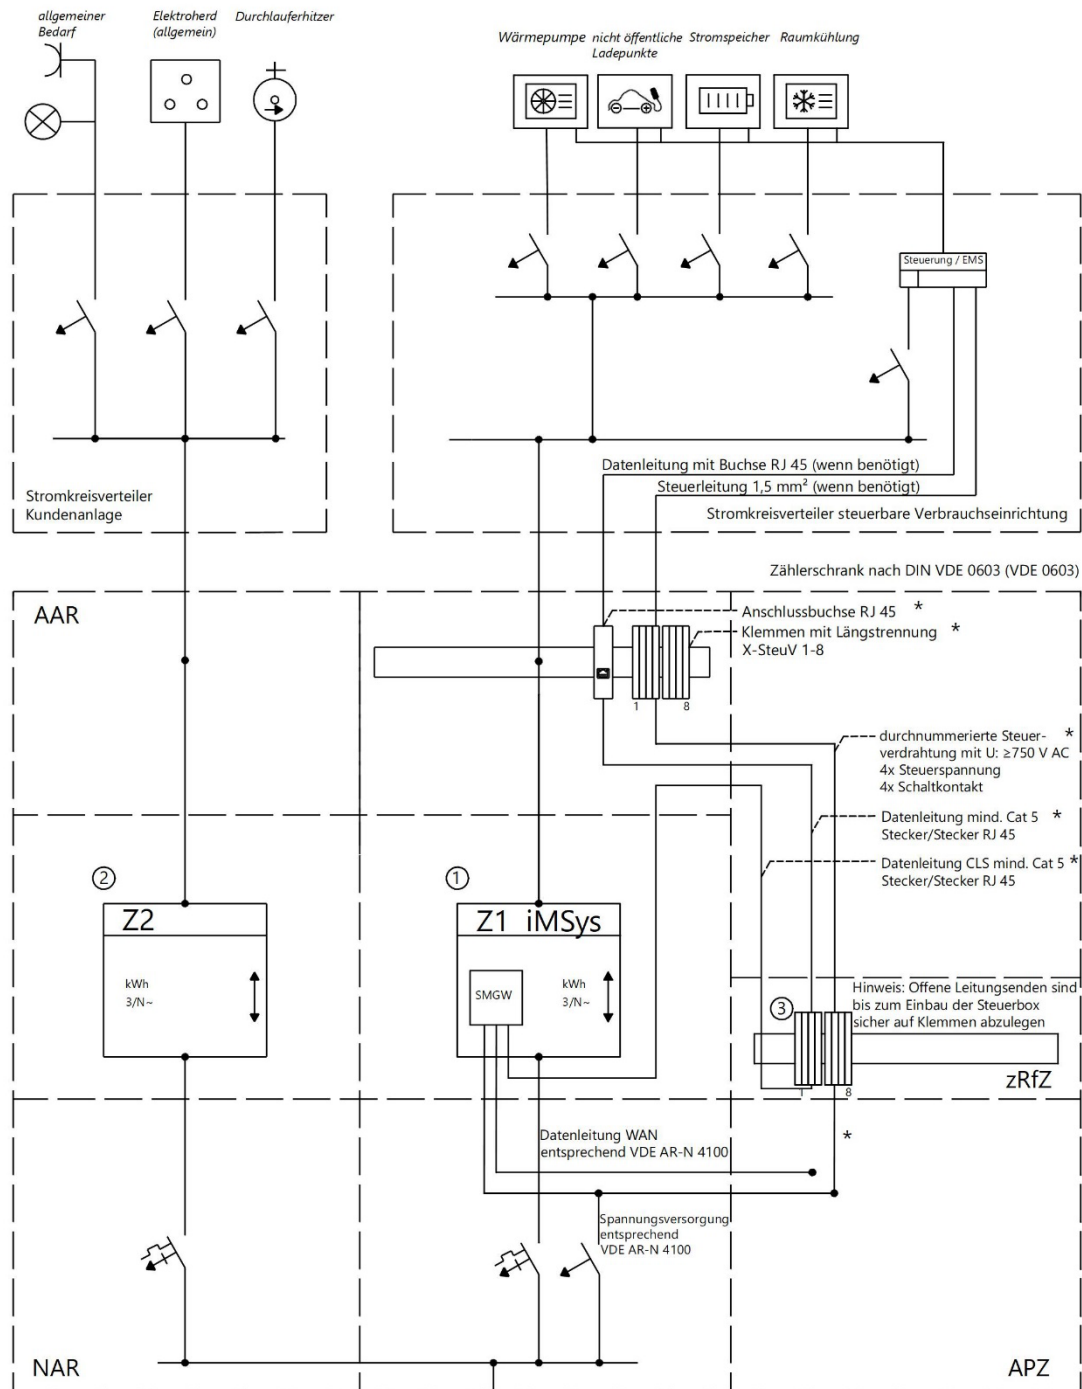 allgemeiner
Bedarf
Elektroherd
(allgemein)
Durchlauferhitzer
Wärmepumpe
nicht öffentliche
Ladepunkte
Stromspeicher
Raumkühlung
Steuerung / EMS
Datenleitung mit Buchse RJ 45 (wenn benötigt)
Steuerleitung 1,5 mm² (wenn benötigt)
Stromkreisverteiler
Kundenanlage
Stromkreisverteiler steuerbare Verbrauchseinrichtung
Zählerschrank nach DIN VDE 0603 (VDE 0603)
AAR
Anschlussbuchse RJ 45 *
Klemmen mit Längstrennung *
X-SteuV 1-8
1 8
durchnummerierte Steuer- *
verdrahtung mit U: ≥750 V AC
4x Steuerspannung
4x Schaltkontakt
Datenleitung mind. Cat 5 *
Stecker/Stecker RJ 45
Datenleitung CLS mind. Cat 5 *
Stecker/Stecker RJ 45
2
Z2
kWh
3/N~
1
Z1 iMSys
SMGW
kWh
3/N~
Hinweis: Offene Leitungsenden sind
bis zum Einbau der Steuerbox
sicher auf Klemmen abzulegen
3
zRfZ
1 8
*
Datenleitung WAN
entsprechend VDE AR-N 4100
Spannungsversorgung
entsprechend
VDE AR-N 4100
NAR
APZ